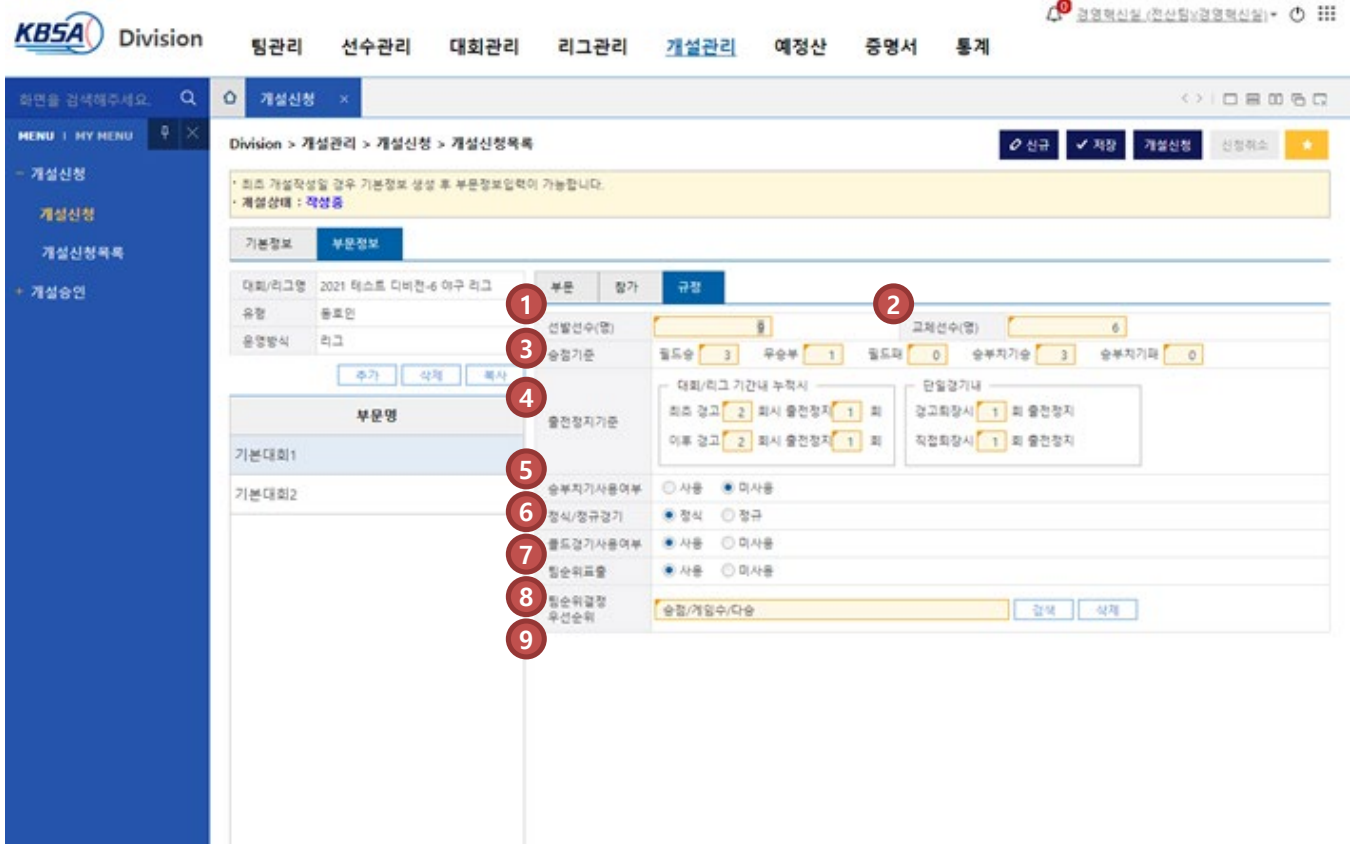 0 경영혁신실 (전산팀v경영혁신실)
KBSA Division
팀관리 선수관리 대회관리 리그관리 개설관리 예정산 증명서 통계
화면을 검색해주세요. 개설신청 ×
MENU | MY MENU
- 개설신청
개설신청
개설신청목록
+ 개설승인
Division > 개설관리 > 개설신청 > 개설신청목록
신규 저장 개설신청 신청취소
· 최초 개설작성일 경우 기본정보 생성 후 부문정보입력이 가능합니다.
· 개설상태 : 작성중
기본정보 부문정보
대회/리그명 2021 테스트 디비전-6 야구 리그
유형 동호인
운영방식 리그
추가 삭제 복사
부문명
기본대회1
기본대회2
부문 참가 규정
1 선발선수(명) 9 2 교체선수(명) 6
3 승점기준 필드승 3 무승부 1 필드패 0 승부치기승 3 승부치기패 0
4 출전정지기준
대회/리그 기간내 누적시
최초 경고 2 회시 출전정지 1 회
이후 경고 2 회시 출전정지 1 회
단일경기내
경고퇴장시 1 회 출전정지
직접퇴장시 1 회 출전정지
5 승부치기사용여부 사용 미사용
6 정식/정규경기 정식 정규
7 콜드경기사용여부 사용 미사용
팀순위표출 사용 미사용
8 팀순위결정
우선순위 승점/게임수/다승 검색 삭제
9